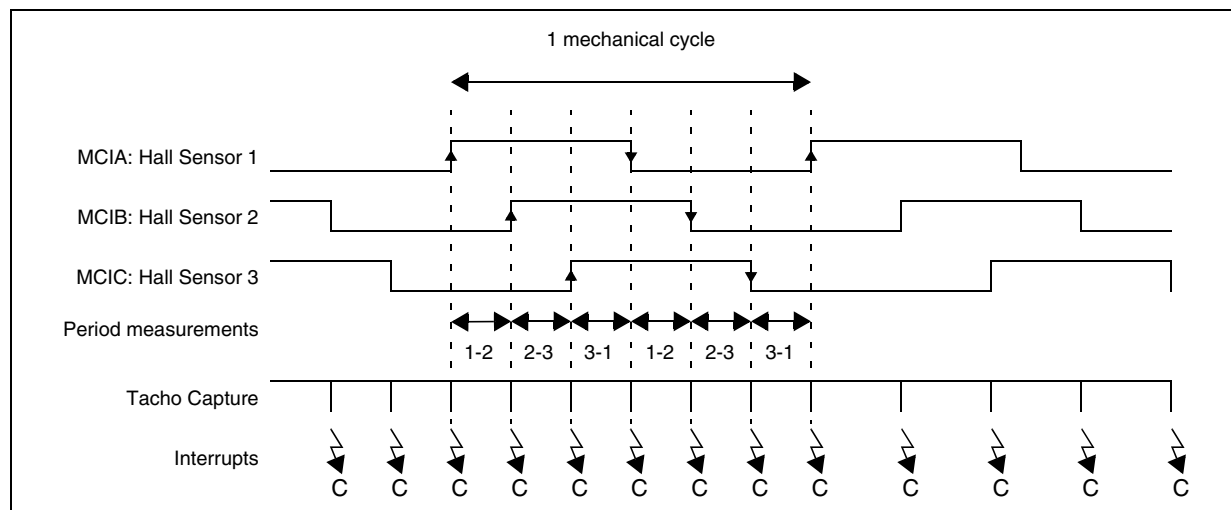 1 mechanical cycle
MCIA: Hall Sensor 1
MCIB: Hall Sensor 2
MCIC: Hall Sensor 3
Period measurements
1-2 2-3 3-1 1-2 2-3 3-1
Tacho Capture
Interrupts
C C C C C C C C C C C C C